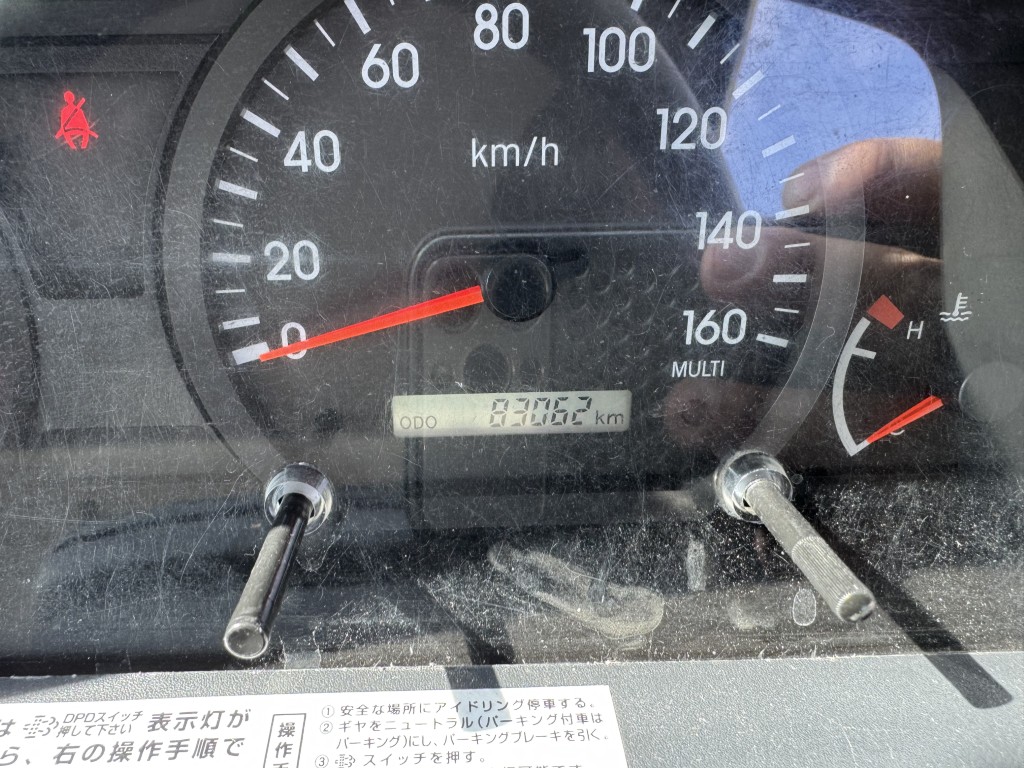 80
60
100
40
120
km/h
20
140
0
160
MULTI
H
ODO 83062 km
は DPDスイッチ 表示灯が
押して下さい
ら、右の操作手順で
操作
① 安全な場所にアイドリング停車する。
② ギヤをニュートラル(パーキング付車は
パーキング)にし、パーキングブレーキを引く。
③ スイッチを押す。